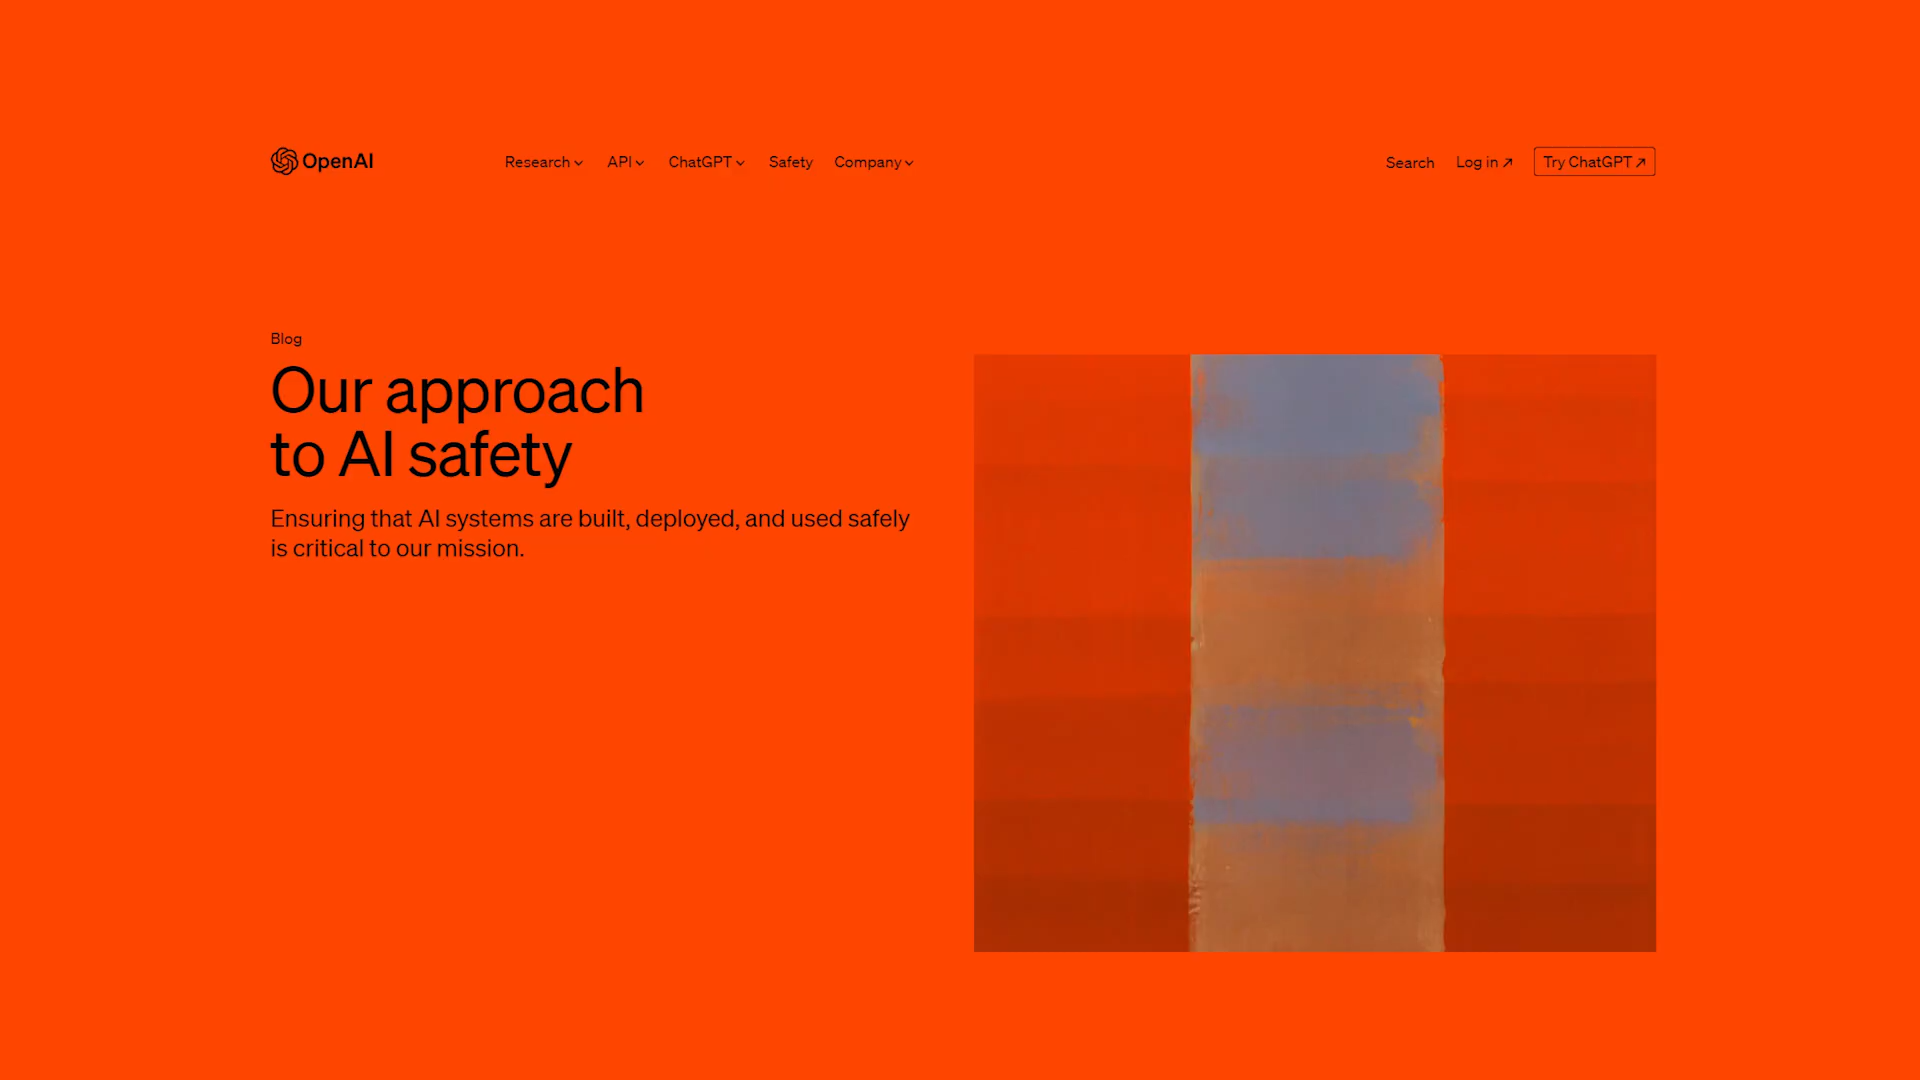 OpenAI
Research
API
ChatGPT
Safety
Company
Search
Log in ↗
Try ChatGPT ↗
Blog
Our approach
to AI safety
Ensuring that AI systems are built, deployed, and used safely
is critical to our mission.